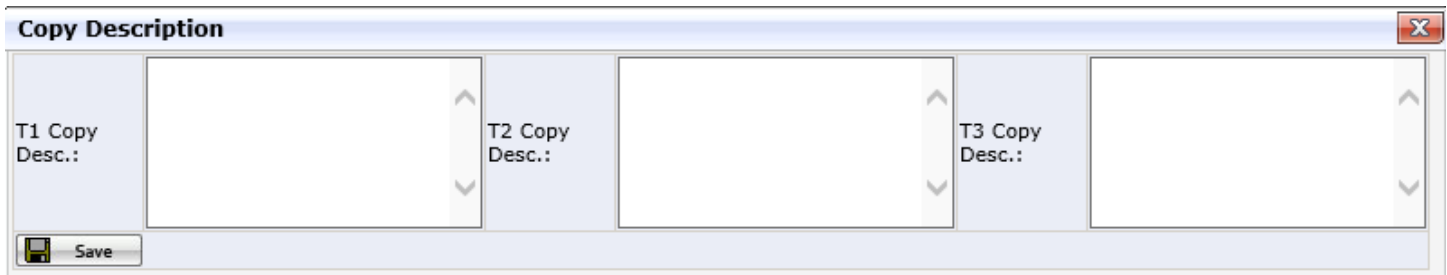 Copy Description
T1 Copy
Desc.:
T2 Copy
Desc.:
T3 Copy
Desc.:
Save